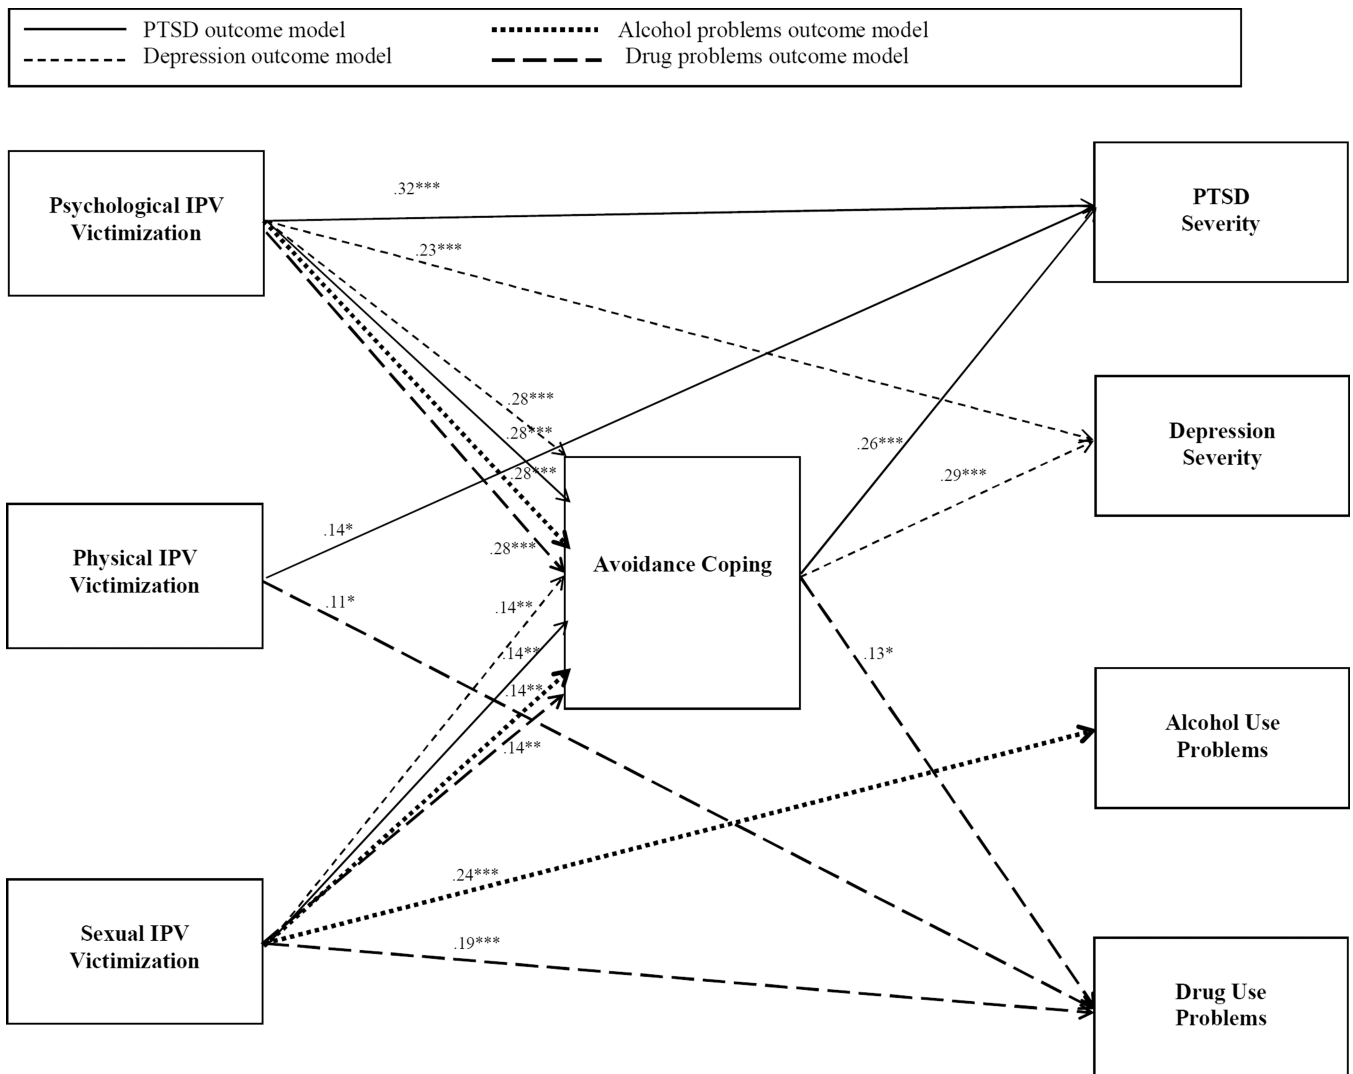 PTSD outcome model
Alcohol problems outcome model
Depression outcome model
Drug problems outcome model
Psychological IPV
Victimization
.32***
PTSD
Severity
.23***
.28***
.28***
.28***
.28***
.26***
Depression
Severity
.29***
Physical IPV
Victimization
.14*
.11*
Avoidance Coping
.14**
.14**
.14**
.14**
.13*
Alcohol Use
Problems
.24***
Sexual IPV
Victimization
.19***
Drug Use
Problems